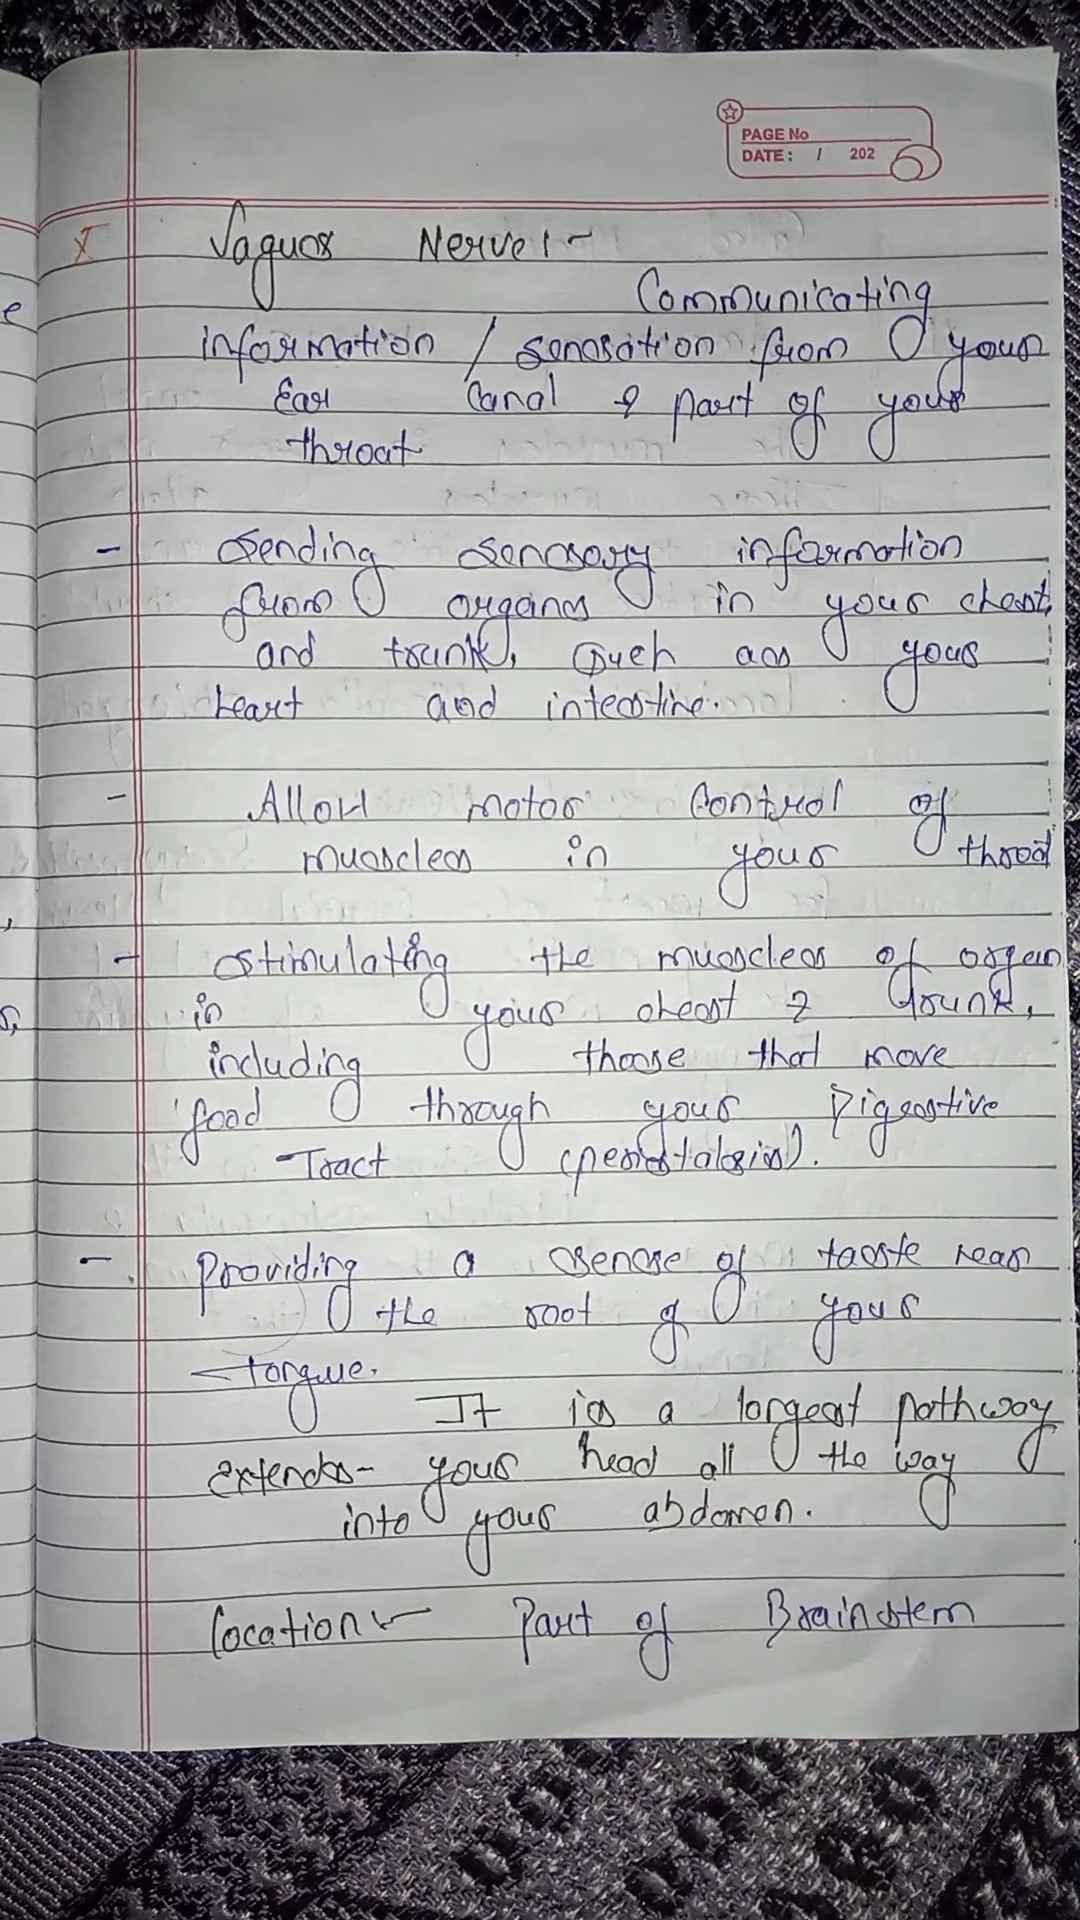 PAGE No
DATE: / 202
X Vagus Nerve :-
Communicating
information / sensation from your
Ear Canal & part of your
throat
- Sending sensory information
from organs in your chest
and trunk, such as your
heart and intestine.
- Allow motor control of
muscles in your throat
- stimulating the muscles of organ
in your chest & trunk,
including those that move
food through your Digestive
Tract (peristalsis).
- Providing a sense of taste near
the root of your
tongue.
It is a largest pathway
extends - your head all the way
into your abdomen.
Location :- Part of Brainstem
e
s,